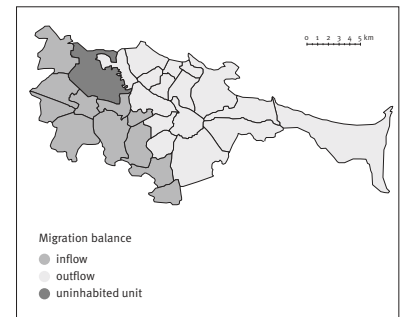 0 1 2 3 4 5 km
Migration balance
inflow
outflow
uninhabited unit